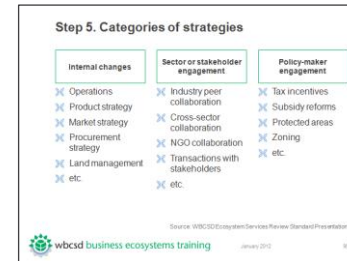 Step 5. Categories of strategies
Internal changes
Operations
Product strategy
Market strategy
Procurement
strategy
Land management
etc.
Sector or stakeholder
engagement
Industry peer
collaboration
Cross-sector
collaboration
NGO collaboration
Transactions with
stakeholders
etc.
Policy-maker
engagement
Tax incentives
Subsidy reforms
Protected areas
Zoning
etc.
Source: WBCSD Ecosystem Services Review Standard Presentation
wbcsd business ecosystems training
January 2012